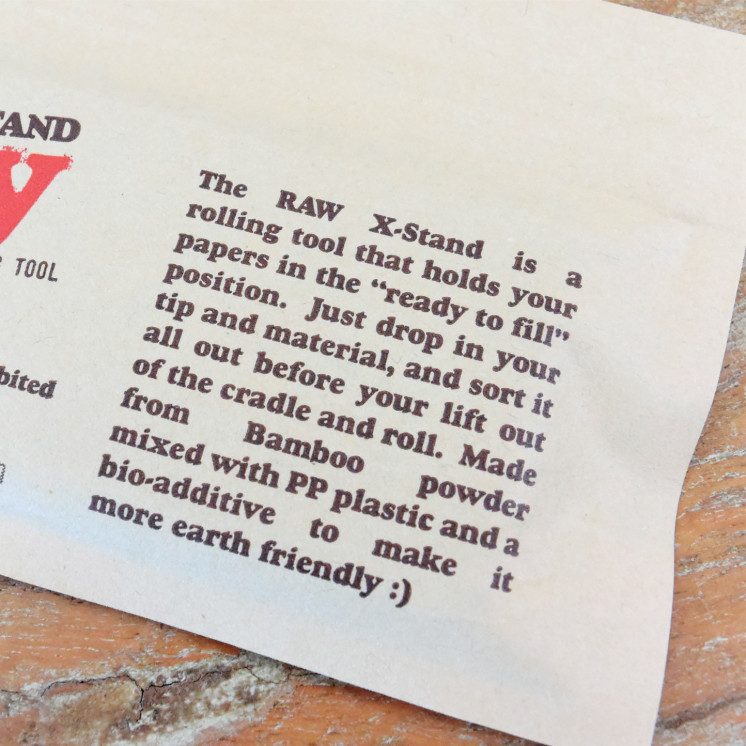 TAND
W
TOOL
bited
The RAW X-Stand is a
rolling tool that holds your
papers in the “ready to fill”
position. Just drop in your
tip and material, and sort it
all out before your lift out
of the cradle and roll. Made
from Bamboo powder
mixed with PP plastic and a
bio-additive to make it
more earth friendly :)